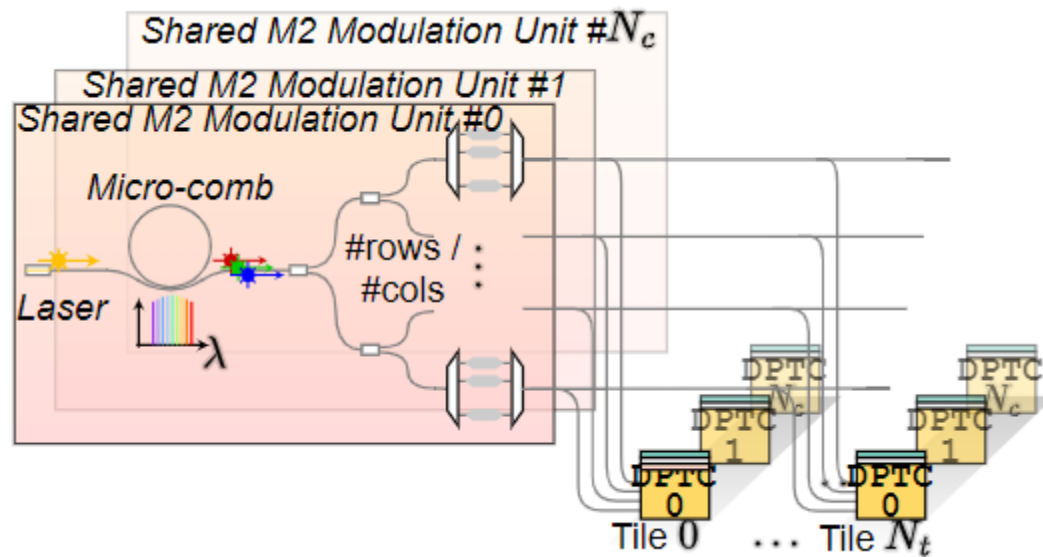 Shared M2 Modulation Unit #N_c
Shared M2 Modulation Unit #1
Shared M2 Modulation Unit #0
Micro-comb
#rows /
#cols
Laser
λ
DPTC
N_c
DPTC
N_c
DPTC
1
DPTC
1
DPTC
0
DPTC
0
Tile 0 ... Tile N_t